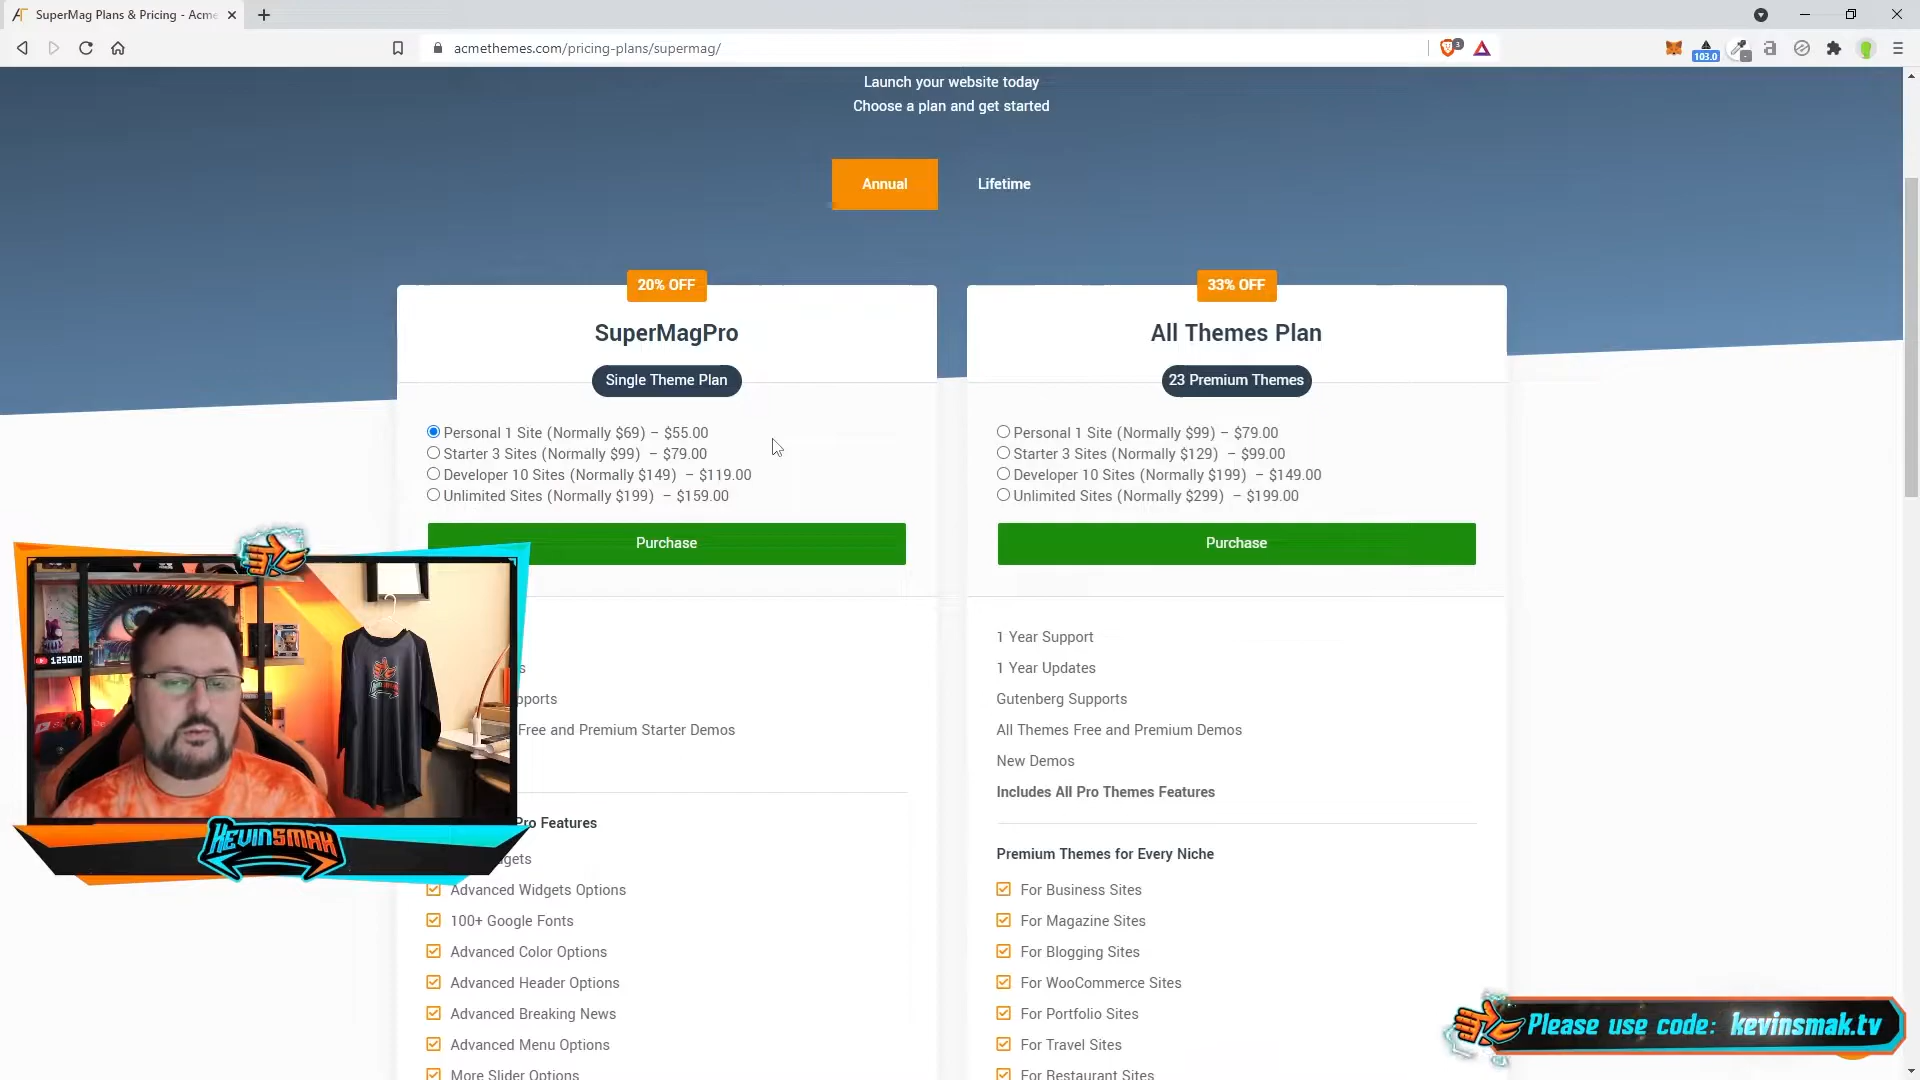 SuperMag Plans & Pricing - Acme
acmethemes.com/pricing-plans/supermag/
3
103.0
Launch your website today
Choose a plan and get started
Annual
Lifetime
20% OFF
SuperMagPro
Single Theme Plan
Personal 1 Site (Normally $69) – $55.00
Starter 3 Sites (Normally $99) – $79.00
Developer 10 Sites (Normally $149) – $119.00
Unlimited Sites (Normally $199) – $159.00
Purchase
s
pports
Free and Premium Starter Demos
Pro Features
gets
Advanced Widgets Options
100+ Google Fonts
Advanced Color Options
Advanced Header Options
Advanced Breaking News
Advanced Menu Options
More Slider Options
33% OFF
All Themes Plan
23 Premium Themes
Personal 1 Site (Normally $99) – $79.00
Starter 3 Sites (Normally $129) – $99.00
Developer 10 Sites (Normally $199) – $149.00
Unlimited Sites (Normally $299) – $199.00
Purchase
1 Year Support
1 Year Updates
Gutenberg Supports
All Themes Free and Premium Demos
New Demos
Includes All Pro Themes Features
Premium Themes for Every Niche
For Business Sites
For Magazine Sites
For Blogging Sites
For WooCommerce Sites
For Portfolio Sites
For Travel Sites
For Restaurant Sites
125000
KEVINSMAK
Please use code: kevinsmak.tv